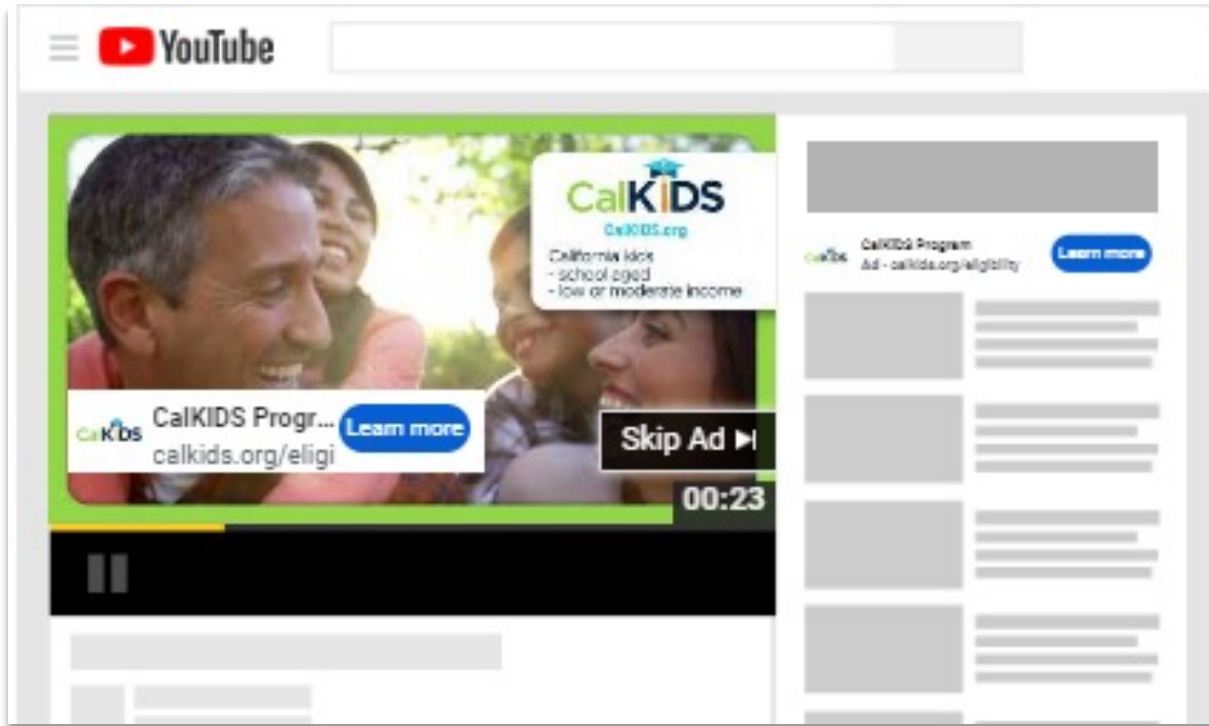 YouTube
CalKIDS
CalKIDS.org
California kids
- school aged
- low or moderate income
CalKIDS
CalKIDS Progr...
calkids.org/eligi
Learn more
Skip Ad
00:23
CalKIDS
CalKIDS Program
Ad - calkids.org/eligibility
Learn more